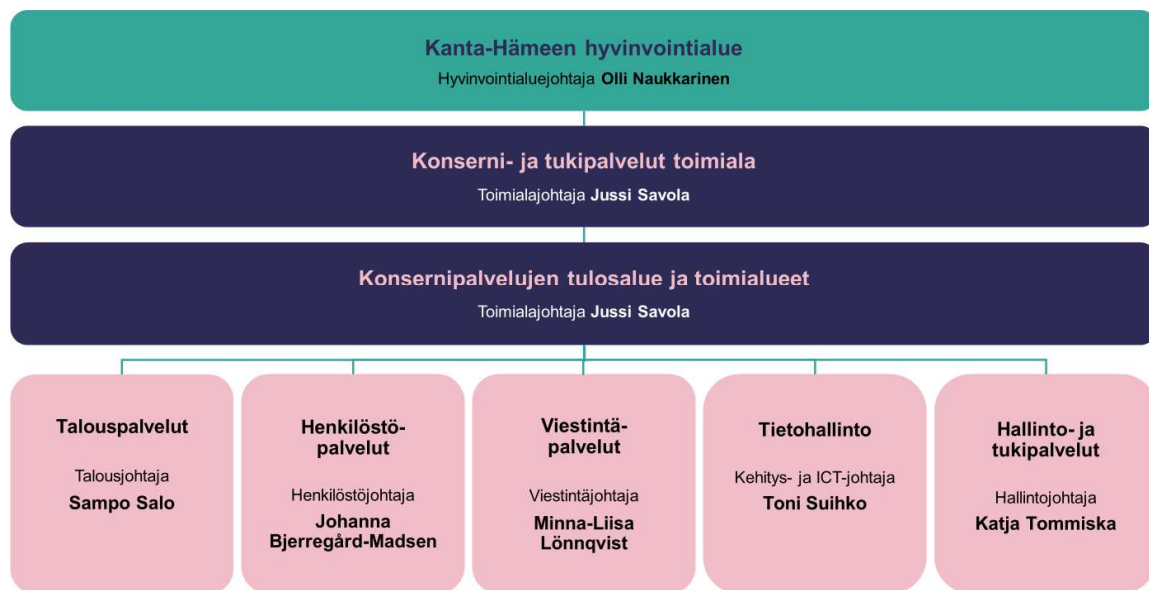 Kanta-Hämeen hyvinvointialue
Hyvinvointialuejohtaja Olli Naukkarinen
Konserni- ja tukipalvelut toimiala
Toimialajohtaja Jussi Savola
Konsernipalvelujen tulosalue ja toimialueet
Toimialajohtaja Jussi Savola
Talouspalvelut
Talousjohtaja
Sampo Salo
Henkilöstö-
palvelut
Henkilöstöjohtaja
Johanna
Bjerregård-Madsen
Viestintä-
palvelut
Viestintäjohtaja
Minna-Liisa
Lönnqvist
Tietohallinto
Kehitys- ja ICT-johtaja
Toni Suihko
Hallinto- ja
tukipalvelut
Hallintojohtaja
Katja Tommiska